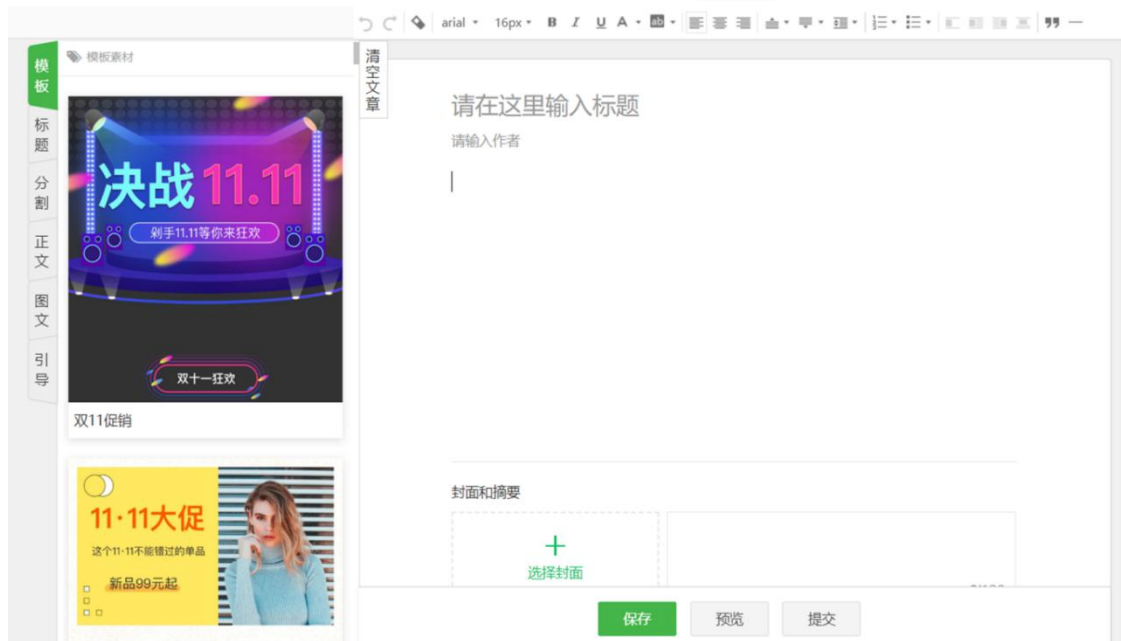 arial 16px B I U A ab
模板
标题
分割
正文
图文
引导
模板素材
决战11.11
剁手11.11等你来狂欢
双十一狂欢
双11促销
11·11大促
这个11·11不能错过的单品
新品99元起
清空文章
请在这里输入标题
请输入作者
封面和摘要
选择封面
保存 预览 提交